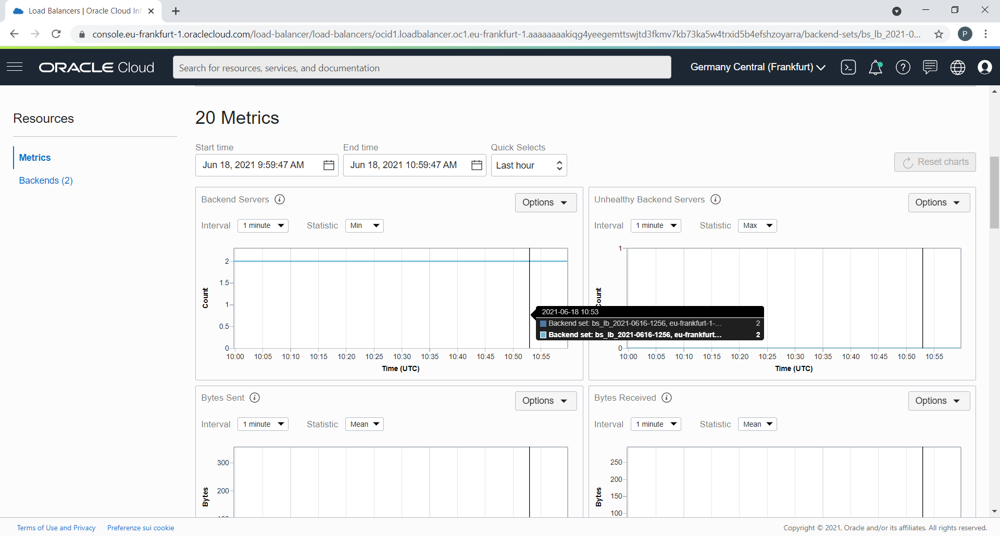 Load Balancers | Oracle Cloud Inf
console.eu-frankfurt-1.oraclecloud.com/load-balancer/load-balancers/ocid1.loadbalancer.oc1.eu-frankfurt-1.aaaaaaaakiqg4yeegemttswjtd3fkmv7kb73ka5w4trxid5b4efshzoyarra/backend-sets/bs_lb_2021-0...
P
ORACLE Cloud
Search for resources, services, and documentation
Germany Central (Frankfurt)
Resources
Metrics
Backends (2)
20 Metrics
Start time
End time
Quick Selects
Jun 18, 2021 9:59:47 AM
Jun 18, 2021 10:59:47 AM
Last hour
Reset charts
Backend Servers
Options
Interval 1 minute Statistic Min
Count
2
1.5
1
0.5
0
10:00 10:05 10:10 10:15 10:20 10:25 10:30 10:35 10:40 10:45 10:50 10:55
Time (UTC)
Unhealthy Backend Servers
Options
Interval 1 minute Statistic Max
1
0
10:00 10:05 10:10 10:15 10:20 10:25 10:30 10:35 10:40 10:45 10:50 10:55
Time (UTC)
2021-06-18 10:53
Backend set: bs_lb_2021-0616-1256, eu-frankfurt-1-... 2
Backend set: bs_lb_2021-0616-1256, eu-frankfurt... 2
Bytes Sent
Options
Interval 1 minute Statistic Mean
Bytes
300
200
Bytes Received
Options
Interval 1 minute Statistic Mean
Bytes
250
200
150
100
Terms of Use and Privacy
Preferenze sui cookie
Copyright © 2021, Oracle and/or its affiliates. All rights reserved.